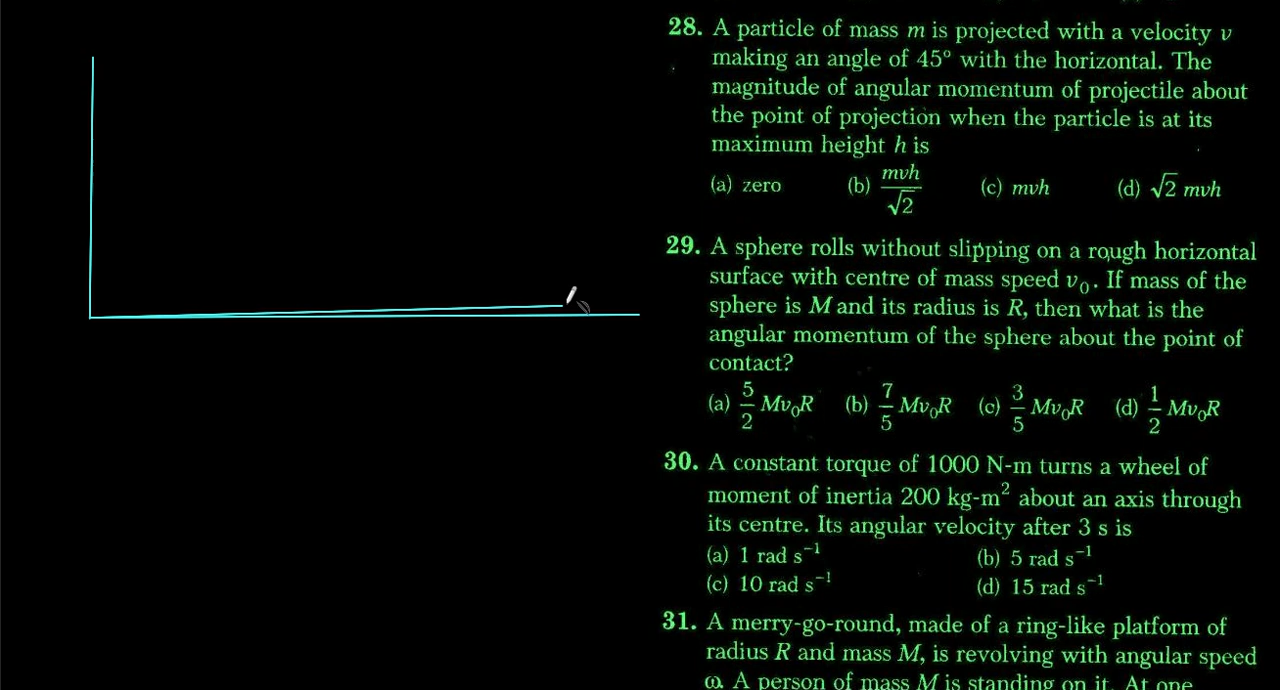 28. A particle of mass m is projected with a velocity v
making an angle of 45° with the horizontal. The
magnitude of angular momentum of projectile about
the point of projection when the particle is at its
maximum height h is
(a) zero (b) mvh/√2 (c) mvh (d) √2 mvh
29. A sphere rolls without slipping on a rough horizontal
surface with centre of mass speed v₀. If mass of the
sphere is M and its radius is R, then what is the
angular momentum of the sphere about the point of
contact?
(a) 5/2 Mv₀R (b) 7/5 Mv₀R (c) 3/5 Mv₀R (d) 1/2 Mv₀R
30. A constant torque of 1000 N-m turns a wheel of
moment of inertia 200 kg-m² about an axis through
its centre. Its angular velocity after 3 s is
(a) 1 rad s⁻¹ (b) 5 rad s⁻¹
(c) 10 rad s⁻¹ (d) 15 rad s⁻¹
31. A merry-go-round, made of a ring-like platform of
radius R and mass M, is revolving with angular speed
ω. A person of mass M is standing on it. At one